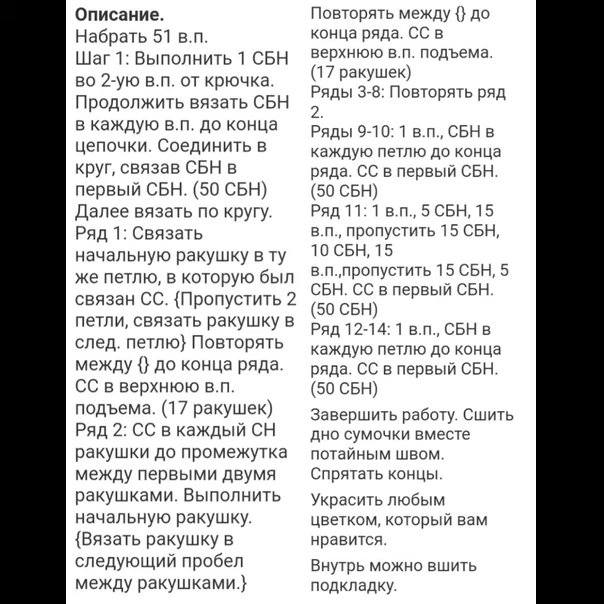 Описание.
Набрать 51 в.п.
Шаг 1: Выполнить 1 СБН
во 2-ую в.п. от крючка.
Продолжить вязать СБН
в каждую в.п. до конца
цепочки. Соединить в
круг, связав СБН в
первый СБН. (50 СБН)
Далее вязать по кругу.
Ряд 1: Связать
начальную ракушку в ту
же петлю, в которую был
связан СС. {Пропустить 2
петли, связать ракушку в
след. петлю} Повторять
между {} до конца ряда.
СС в верхнюю в.п.
подъема. (17 ракушек)
Ряд 2: СС в каждый СН
ракушки до промежутка
между первыми двумя
ракушками. Выполнить
начальную ракушку.
{Вязать ракушку в
следующий пробел
между ракушками.}
Повторять между {} до
конца ряда. СС в
верхнюю в.п. подъема.
(17 ракушек)
Ряды 3-8: Повторять ряд
2.
Ряды 9-10: 1 в.п., СБН в
каждую петлю до конца
ряда. СС в первый СБН.
(50 СБН)
Ряд 11: 1 в.п., 5 СБН, 15
в.п., пропустить 15 СБН,
10 СБН, 15
в.п.,пропустить 15 СБН, 5
СБН. СС в первый СБН.
(50 СБН)
Ряд 12-14: 1 в.п., СБН в
каждую петлю до конца
ряда. СС в первый СБН.
(50 СБН)
Завершить работу. Сшить
дно сумочки вместе
потайным швом.
Спрятать концы.
Украсить любым
цветком, который вам
нравится.
Внутрь можно вшить
подкладку.